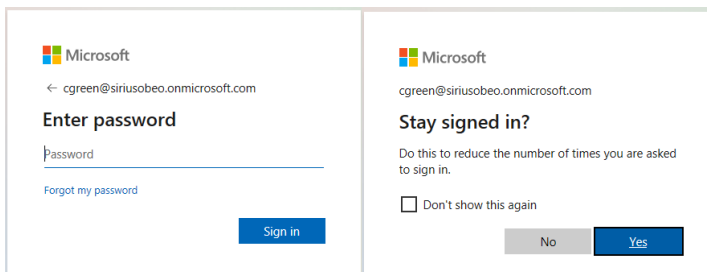 Microsoft
← cgreen@siriusobeo.onmicrosoft.com
Enter password
Password
Forgot my password
Sign in
Microsoft
cgreen@siriusobeo.onmicrosoft.com
Stay signed in?
Do this to reduce the number of times you are asked
to sign in.
Don't show this again
No
Yes